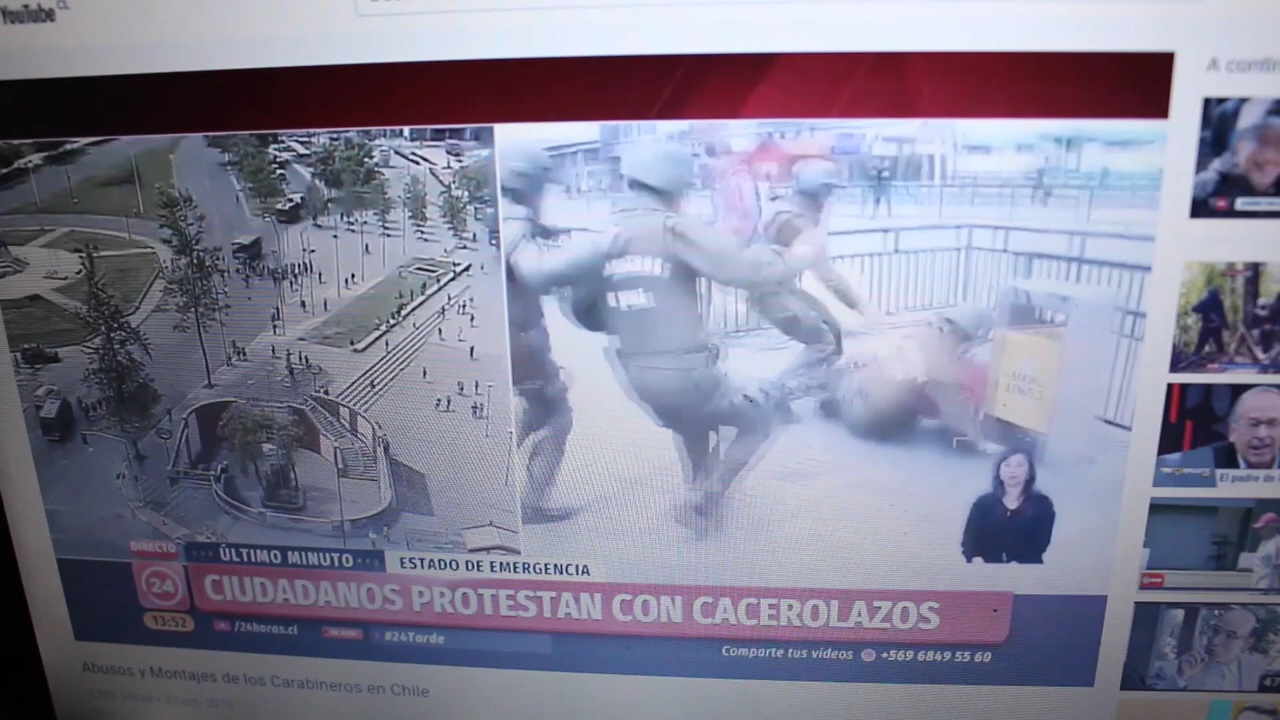 YouTube CL
A contin
DIRECTO
ÚLTIMO MINUTO
ESTADO DE EMERGENCIA
24
CIUDADANOS PROTESTAN CON CACEROLAZOS
13:52
/24horas.cl
#24Tarde
Comparte tus videos +569 6849 55 60
El padre de
Abusos y Montajes de los Carabineros en Chile